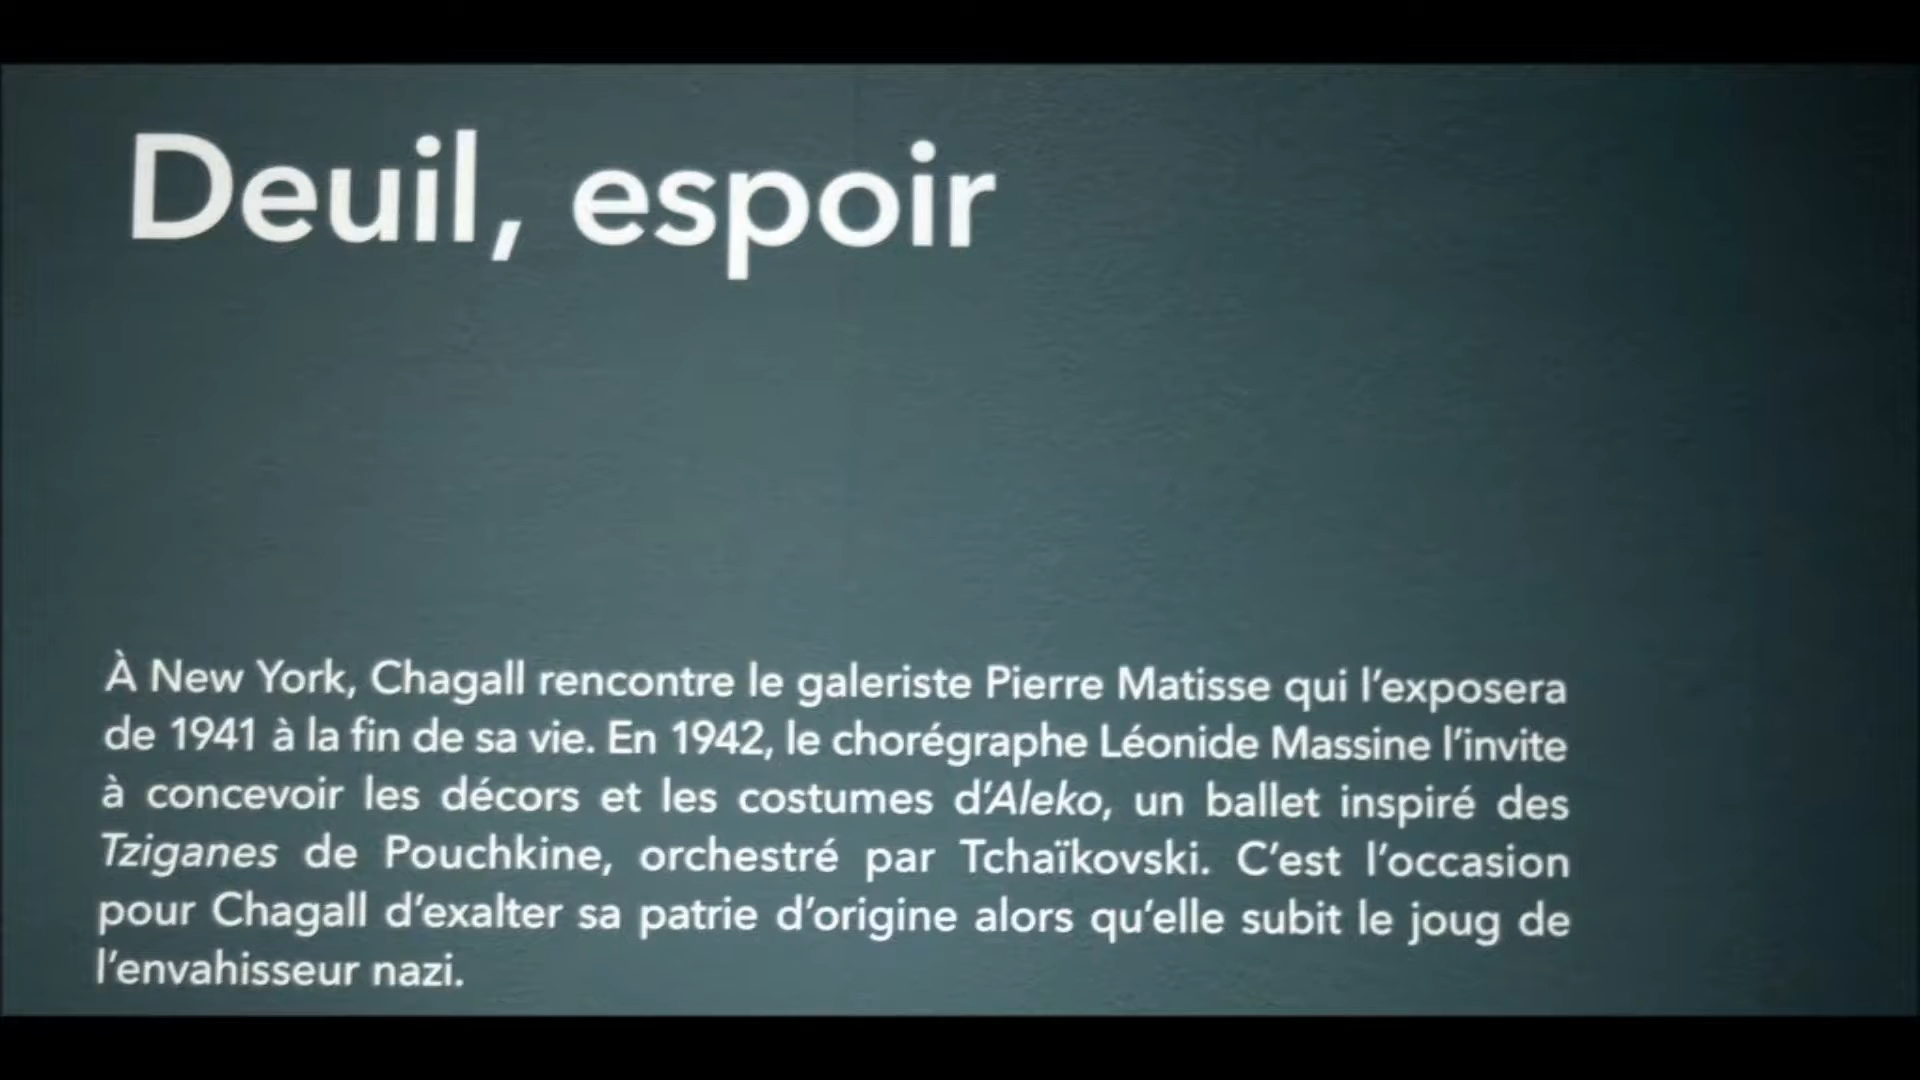 Deuil, espoir
À New York, Chagall rencontre le galeriste Pierre Matisse qui l'exposera
de 1941 à la fin de sa vie. En 1942, le chorégraphe Léonide Massine l'invite
à concevoir les décors et les costumes d'Aleko, un ballet inspiré des
Tziganes de Pouchkine, orchestré par Tchaïkovski. C'est l'occasion
pour Chagall d'exalter sa patrie d'origine alors qu'elle subit le joug de
l'envahisseur nazi.